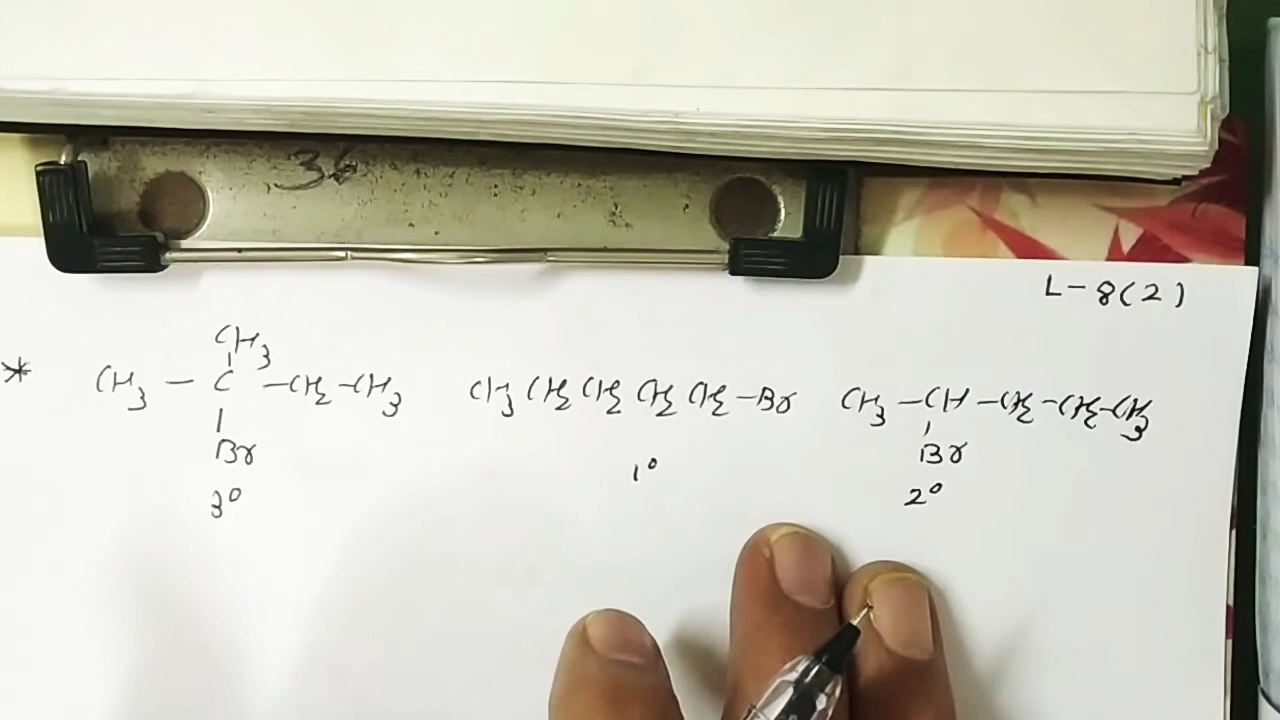 36
L-8(2)
CH3
* CH3 - C - CH2 - CH3 CH3 CH2 CH2 CH2 CH2 - Br CH3 - CH - CH2 - CH2 - CH3
Br Br
3° 1° 2°